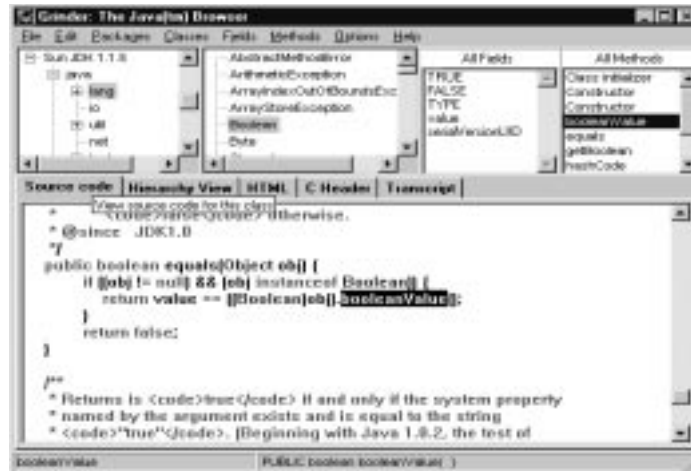 Grinder: The Java(tm) Browser
File Edit Packages Classes Fields Methods Options Help
Sun JDK 1.1.6
java
lang
io
util
net
AbstractMethodError
ArithmeticException
ArrayIndexOutOfBoundsExc
ArrayStoreException
Boolean
Byte
All Fields
TRUE
FALSE
TYPE
value
serialVersionUID
All Methods
Class initializer
Constructor
Constructor
booleanValue
equals
getBoolean
hashCode
Source code Hierarchy View HTML C Header Transcript
View source code for this class
* <code>false</code> otherwise.
* @since JDK1.0
*/
public boolean equals(Object obj) {
if ((obj != null) && (obj instanceof Boolean)) {
return value == ((Boolean)obj).booleanValue();
}
return false;
}
/**
* Returns is <code>true</code> if and only if the system property
* named by the argument exists and is equal to the string
* <code>"true"</code>. (Beginning with Java 1.0.2, the test of
booleanValue PUBLIC boolean booleanValue( )